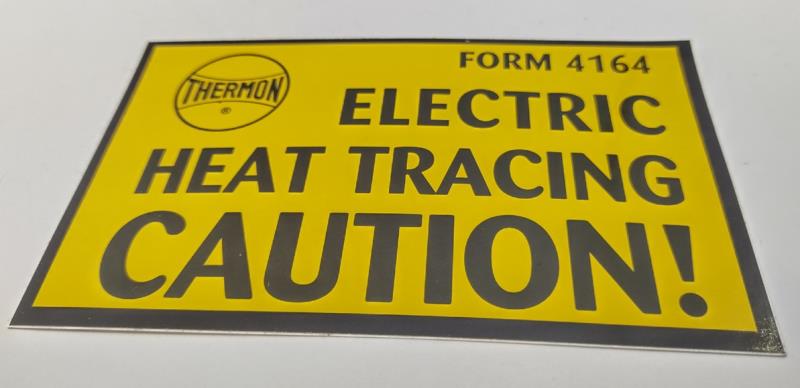 FORM 4164
THERMON
®
ELECTRIC
HEAT TRACING
CAUTION!